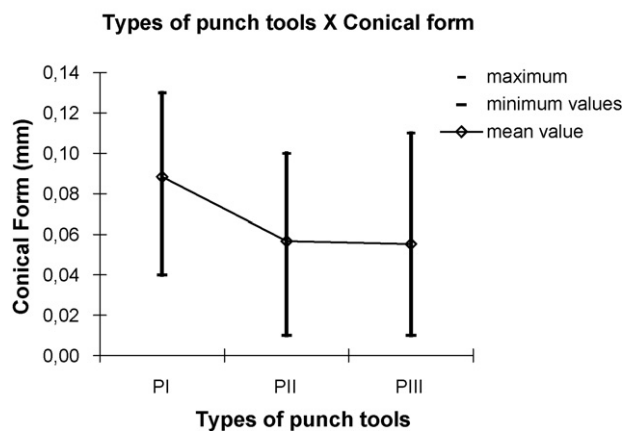 Types of punch tools X Conical form
Conical Form (mm)
0,14
0,12
0,10
0,08
0,06
0,04
0,02
0,00
PI
PII
PIII
Types of punch tools
maximum
minimum values
mean value